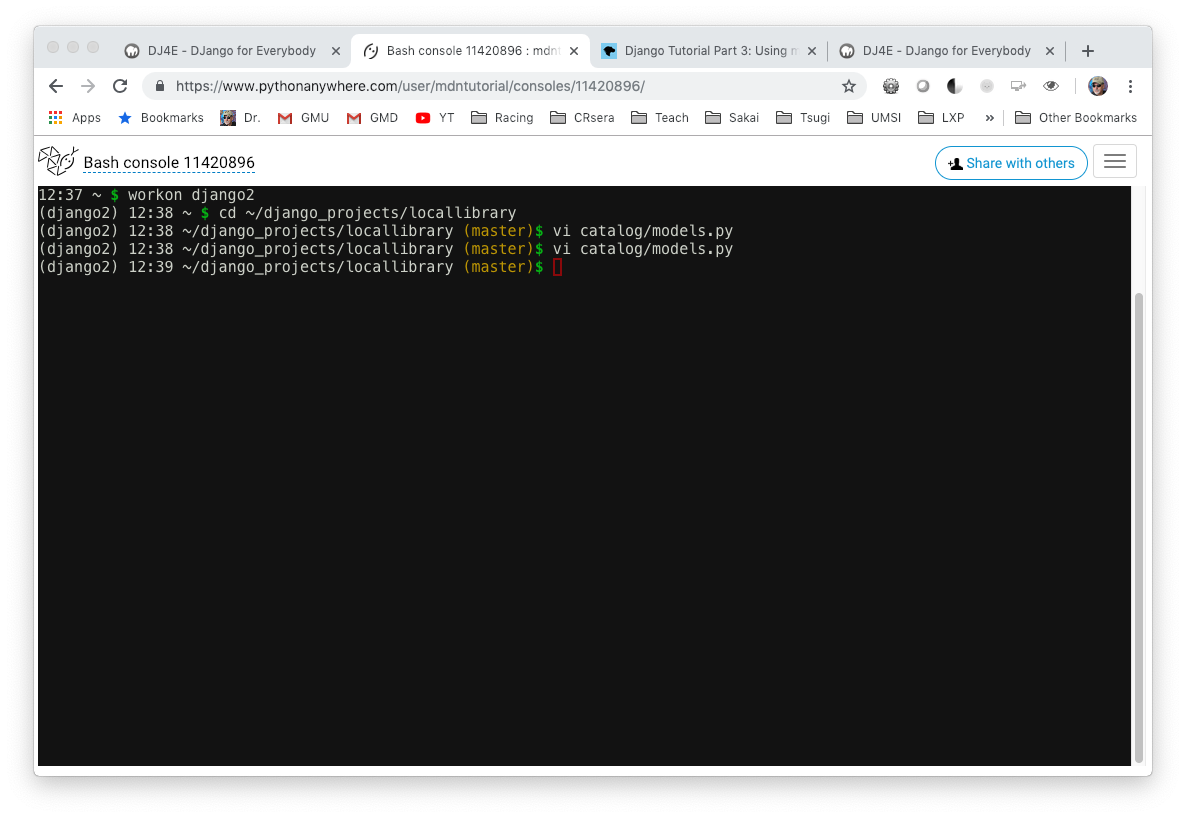 DJ4E - DJango for Everybody
Bash console 11420896 : mdnt
Django Tutorial Part 3: Using m
DJ4E - DJango for Everybody
https://www.pythonanywhere.com/user/mdntutorial/consoles/11420896/
Apps Bookmarks Dr. GMU GMD YT Racing CRsera Teach Sakai Tsugi UMSI LXP » Other Bookmarks
Bash console 11420896
Share with others
12:37 ~ $ workon django2
(django2) 12:38 ~ $ cd ~/django_projects/locallibrary
(django2) 12:38 ~/django_projects/locallibrary (master)$ vi catalog/models.py
(django2) 12:38 ~/django_projects/locallibrary (master)$ vi catalog/models.py
(django2) 12:39 ~/django_projects/locallibrary (master)$